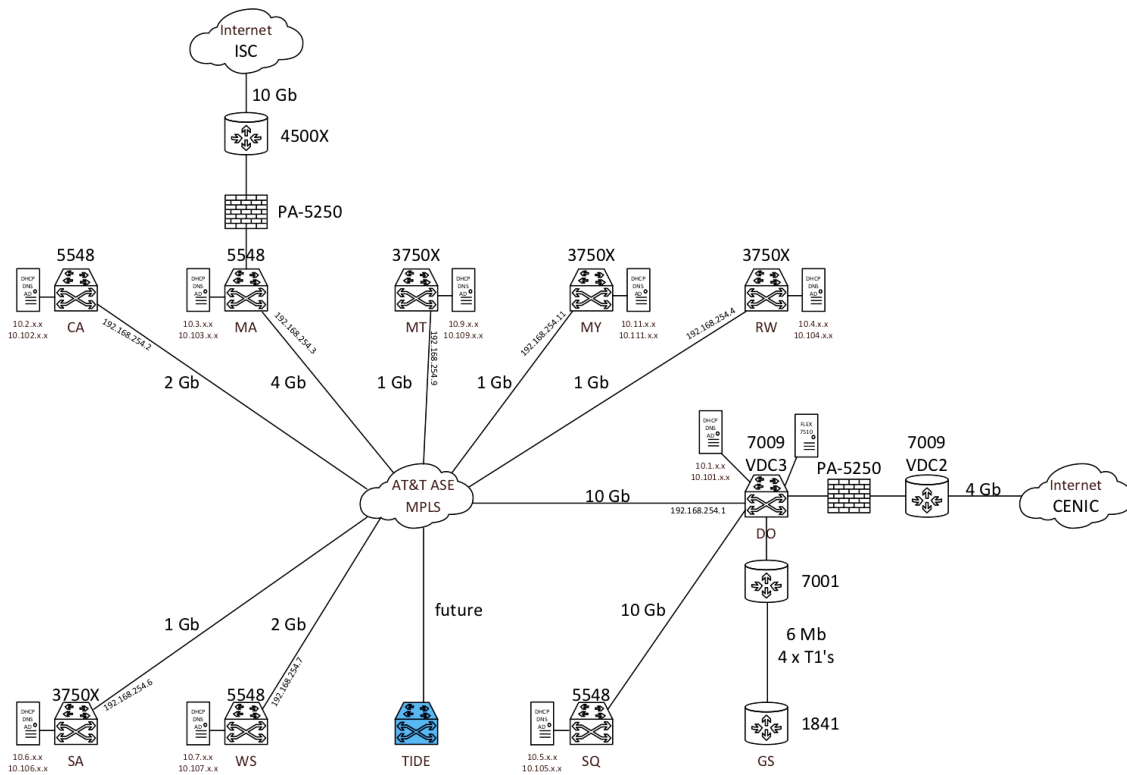 Internet
ISC
10 Gb
4500X
PA-5250
5548
DHCP
DNS
AD
10.2.x.x
10.102.x.x
CA
192.168.254.2
2 Gb
5548
DHCP
DNS
AD
10.3.x.x
10.103.x.x
MA
192.168.254.3
4 Gb
3750X
DHCP
DNS
AD
10.9.x.x
10.109.x.x
MT
192.168.254.9
1 Gb
3750X
DHCP
DNS
AD
10.11.x.x
10.111.x.x
MY
192.168.254.11
1 Gb
3750X
DHCP
DNS
AD
10.4.x.x
10.104.x.x
RW
192.168.254.4
1 Gb
AT&T ASE
MPLS
10 Gb
192.168.254.1
DHCP
DNS
AD
10.1.x.x
10.101.x.x
FLEX
7510
7009
VDC3
DO
PA-5250
7009
VDC2
4 Gb
Internet
CENIC
7001
6 Mb
4 x T1's
1841
GS
10 Gb
5548
DHCP
DNS
AD
10.5.x.x
10.105.x.x
SQ
future
TIDE
2 Gb
192.168.254.7
5548
DHCP
DNS
AD
10.7.x.x
10.107.x.x
WS
1 Gb
192.168.254.6
3750X
DHCP
DNS
AD
10.6.x.x
10.106.x.x
SA